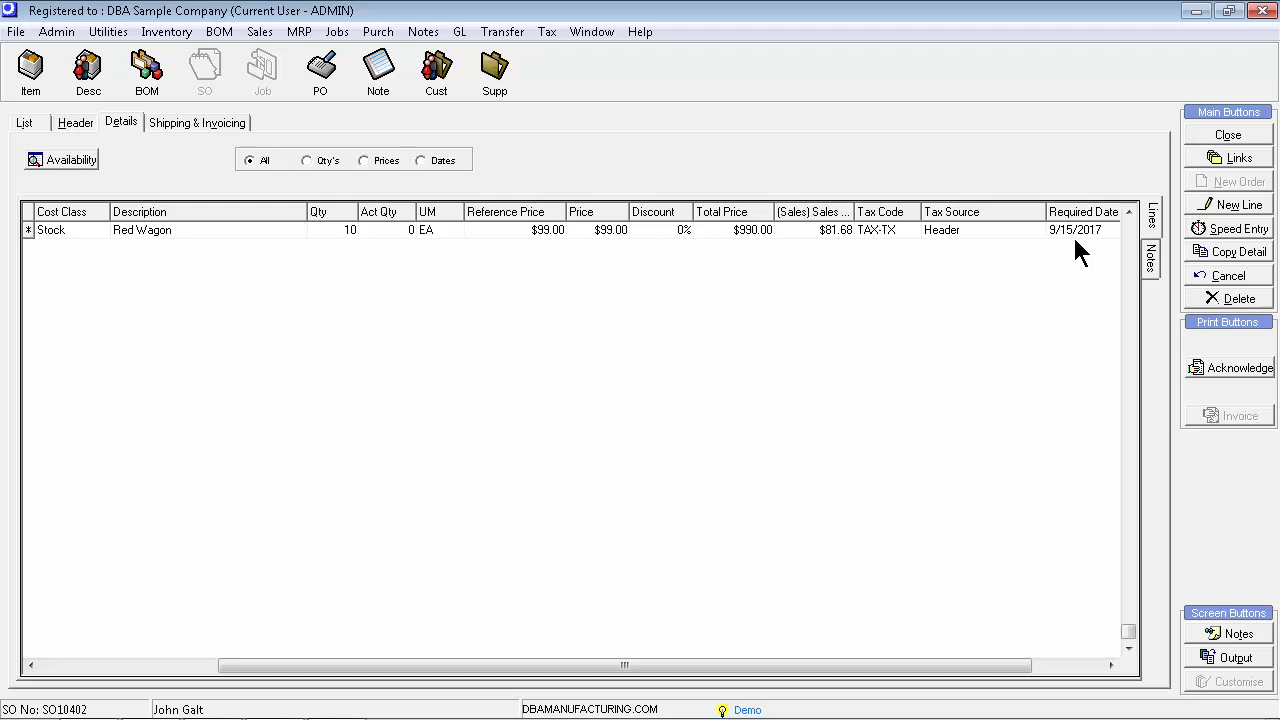 Registered to : DBA Sample Company (Current User - ADMIN)
File Admin Utilities Inventory BOM Sales MRP Jobs Purch Notes GL Transfer Tax Window Help
Item Desc BOM SO Job PO Note Cust Supp
List Header Details Shipping & Invoicing
Availability
All Qty's Prices Dates
Cost Class Description Qty Act Qty UM Reference Price Price Discount Total Price (Sales) Sales ... Tax Code Tax Source Required Date
* Stock Red Wagon 10 0 EA $99.00 $99.00 0% $990.00 $81.68 TAX-TX Header 9/15/2017
Lines
Notes
Main Buttons
Close
Links
New Order
New Line
Speed Entry
Copy Detail
Cancel
Delete
Print Buttons
Acknowledge
Invoice
Screen Buttons
Notes
Output
Customise
SO No: SO10402 John Galt DBAMANUFACTURING.COM Demo